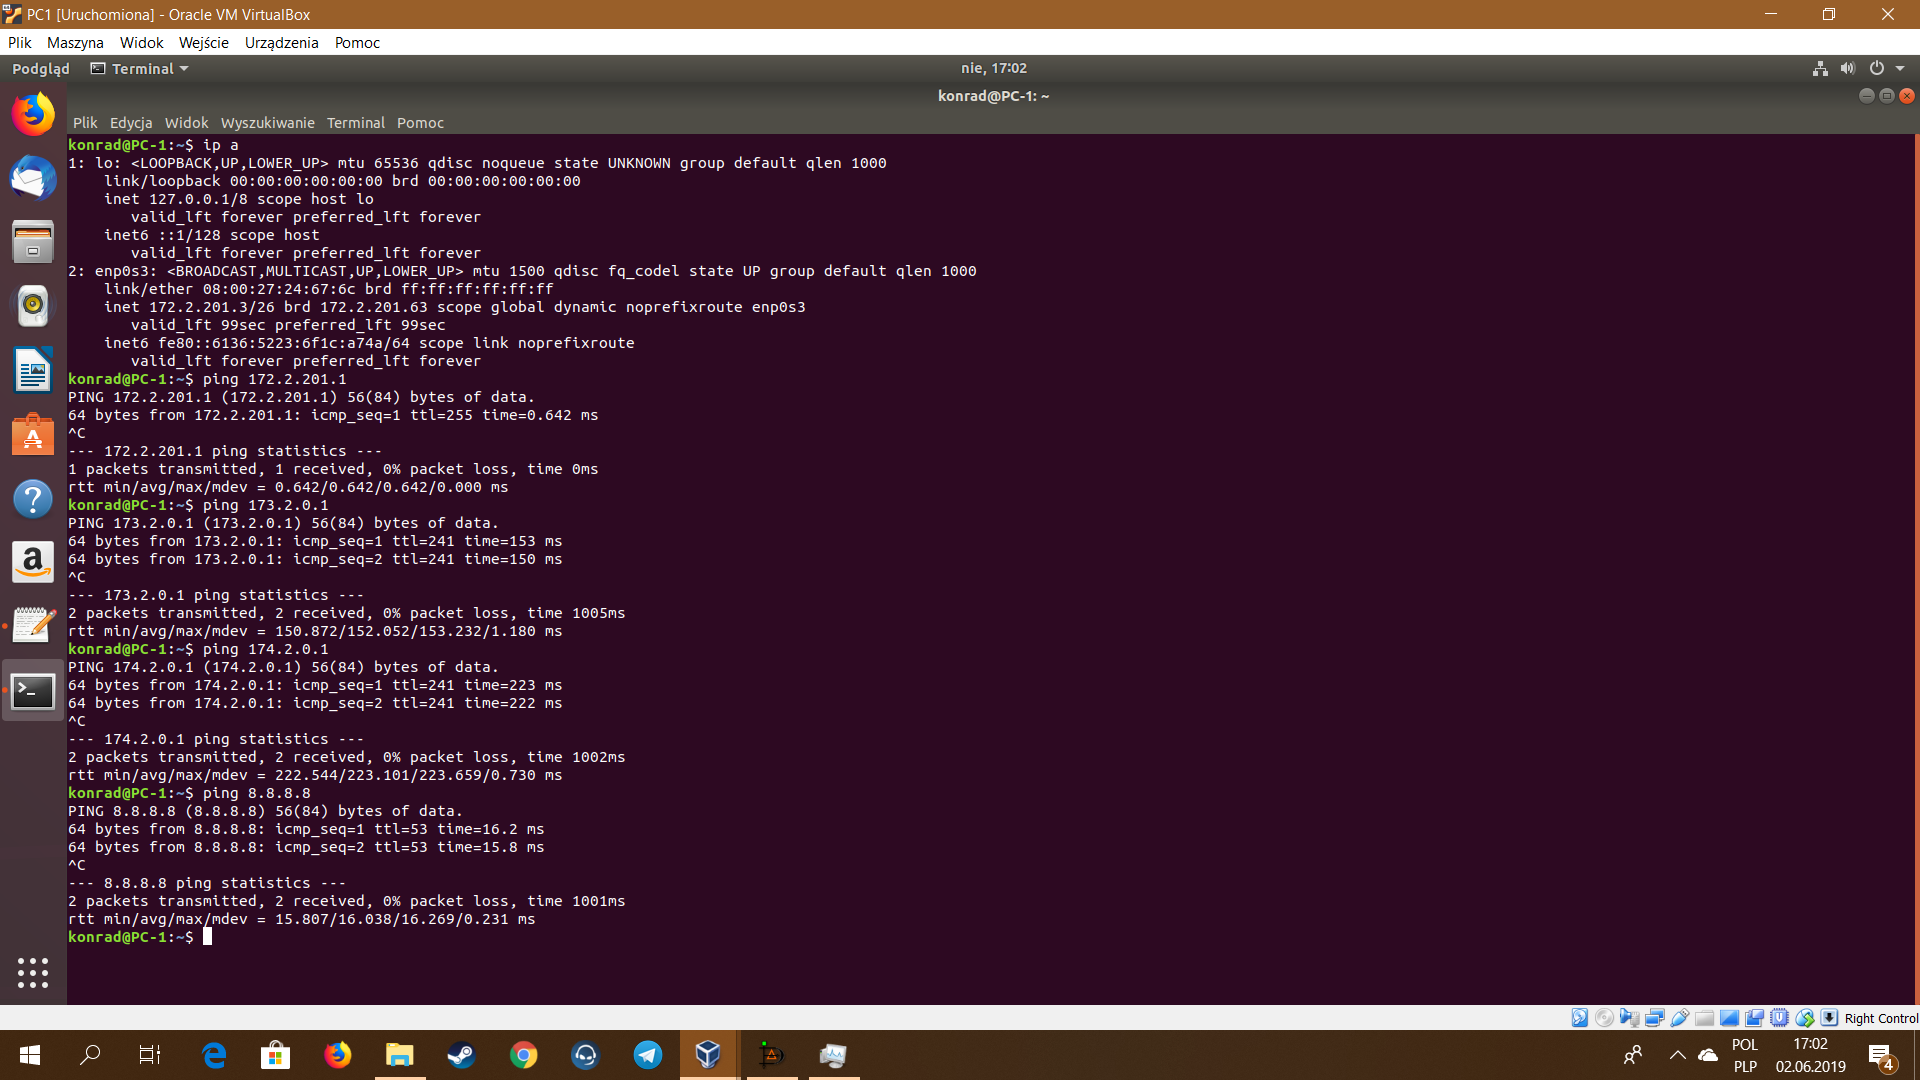 PC1 [Uruchomiona] - Oracle VM VirtualBox
Plik Maszyna Widok Wejście Urządzenia Pomoc
Podgląd Terminal nie, 17:02
konrad@PC-1: ~
Plik Edycja Widok Wyszukiwanie Terminal Pomoc
konrad@PC-1:~$ ip a
1: lo: <LOOPBACK,UP,LOWER_UP> mtu 65536 qdisc noqueue state UNKNOWN group default qlen 1000
    link/loopback 00:00:00:00:00:00 brd 00:00:00:00:00:00
    inet 127.0.0.1/8 scope host lo
       valid_lft forever preferred_lft forever
    inet6 ::1/128 scope host
       valid_lft forever preferred_lft forever
2: enp0s3: <BROADCAST,MULTICAST,UP,LOWER_UP> mtu 1500 qdisc fq_codel state UP group default qlen 1000
    link/ether 08:00:27:24:67:6c brd ff:ff:ff:ff:ff:ff
    inet 172.2.201.3/26 brd 172.2.201.63 scope global dynamic noprefixroute enp0s3
       valid_lft 99sec preferred_lft 99sec
    inet6 fe80::6136:5223:6f1c:a74a/64 scope link noprefixroute
       valid_lft forever preferred_lft forever
konrad@PC-1:~$ ping 172.2.201.1
PING 172.2.201.1 (172.2.201.1) 56(84) bytes of data.
64 bytes from 172.2.201.1: icmp_seq=1 ttl=255 time=0.642 ms
^C
--- 172.2.201.1 ping statistics ---
1 packets transmitted, 1 received, 0% packet loss, time 0ms
rtt min/avg/max/mdev = 0.642/0.642/0.642/0.000 ms
konrad@PC-1:~$ ping 173.2.0.1
PING 173.2.0.1 (173.2.0.1) 56(84) bytes of data.
64 bytes from 173.2.0.1: icmp_seq=1 ttl=241 time=153 ms
64 bytes from 173.2.0.1: icmp_seq=2 ttl=241 time=150 ms
^C
--- 173.2.0.1 ping statistics ---
2 packets transmitted, 2 received, 0% packet loss, time 1005ms
rtt min/avg/max/mdev = 150.872/152.052/153.232/1.180 ms
konrad@PC-1:~$ ping 174.2.0.1
PING 174.2.0.1 (174.2.0.1) 56(84) bytes of data.
64 bytes from 174.2.0.1: icmp_seq=1 ttl=241 time=223 ms
64 bytes from 174.2.0.1: icmp_seq=2 ttl=241 time=222 ms
^C
--- 174.2.0.1 ping statistics ---
2 packets transmitted, 2 received, 0% packet loss, time 1002ms
rtt min/avg/max/mdev = 222.544/223.101/223.659/0.730 ms
konrad@PC-1:~$ ping 8.8.8.8
PING 8.8.8.8 (8.8.8.8) 56(84) bytes of data.
64 bytes from 8.8.8.8: icmp_seq=1 ttl=53 time=16.2 ms
64 bytes from 8.8.8.8: icmp_seq=2 ttl=53 time=15.8 ms
^C
--- 8.8.8.8 ping statistics ---
2 packets transmitted, 2 received, 0% packet loss, time 1001ms
rtt min/avg/max/mdev = 15.807/16.038/16.269/0.231 ms
konrad@PC-1:~$
Right Control
POL 17:02
PLP 02.06.2019 4